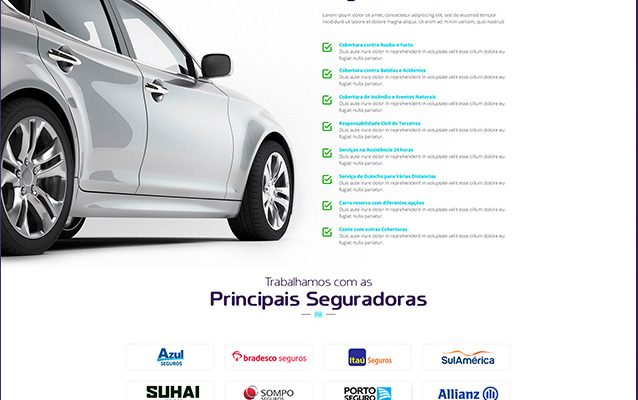 Lorem ipsum dolor sit amet, consectetur adipisicing elit, sed do eiusmod tempor
incididunt ut labore et dolore magna aliqua. Ut enim ad minim veniam, quis nostrud
Cobertura contra Roubo e Furto
Duis aute irure dolor in reprehenderit in voluptate velit esse cillum dolore eu
fugiat nulla pariatur.
Cobertura contra Batidas e Acidentes
Duis aute irure dolor in reprehenderit in voluptate velit esse cillum dolore eu
fugiat nulla pariatur.
Cobertura de Incêndio e Eventos Naturais
Duis aute irure dolor in reprehenderit in voluptate velit esse cillum dolore eu
fugiat nulla pariatur.
Responsabilidade Civil de Terceiros
Duis aute irure dolor in reprehenderit in voluptate velit esse cillum dolore eu
fugiat nulla pariatur.
Serviços na Assistência 24 horas
Duis aute irure dolor in reprehenderit in voluptate velit esse cillum dolore eu
fugiat nulla pariatur.
Serviço de Guincho para Várias Distancias
Duis aute irure dolor in reprehenderit in voluptate velit esse cillum dolore eu
fugiat nulla pariatur.
Carro reserva com diferentes opções
Duis aute irure dolor in reprehenderit in voluptate velit esse cillum dolore eu
fugiat nulla pariatur.
Conte com outras Coberturas
Duis aute irure dolor in reprehenderit in voluptate velit esse cillum dolore eu
fugiat nulla pariatur.
Trabalhamos com as
Principais Seguradoras
R8
Azul SEGUROS
bradesco seguros
Itaú Seguros
SulAmérica
SUHAI
SOMPO SEGUROS
PORTO SEGURO
Allianz